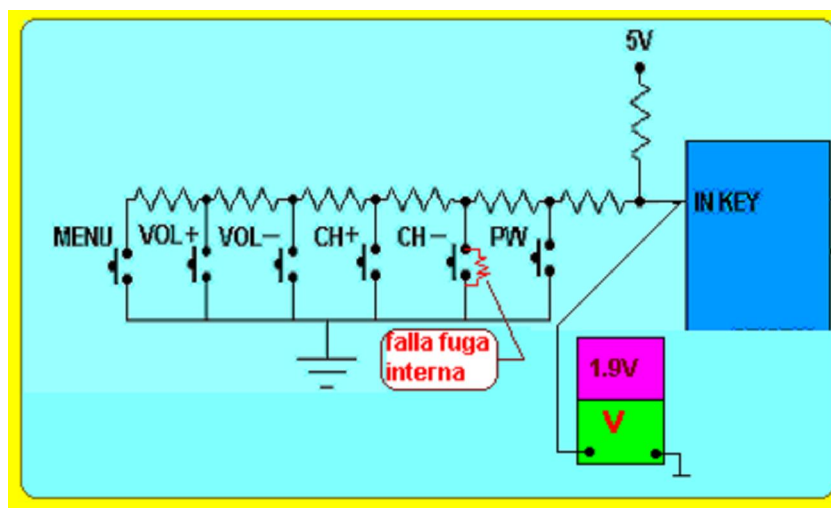 5V
IN KEY
MENU
VOL+
VOL-
CH+
CH-
PW
falla fuga
interna
1.9V
V